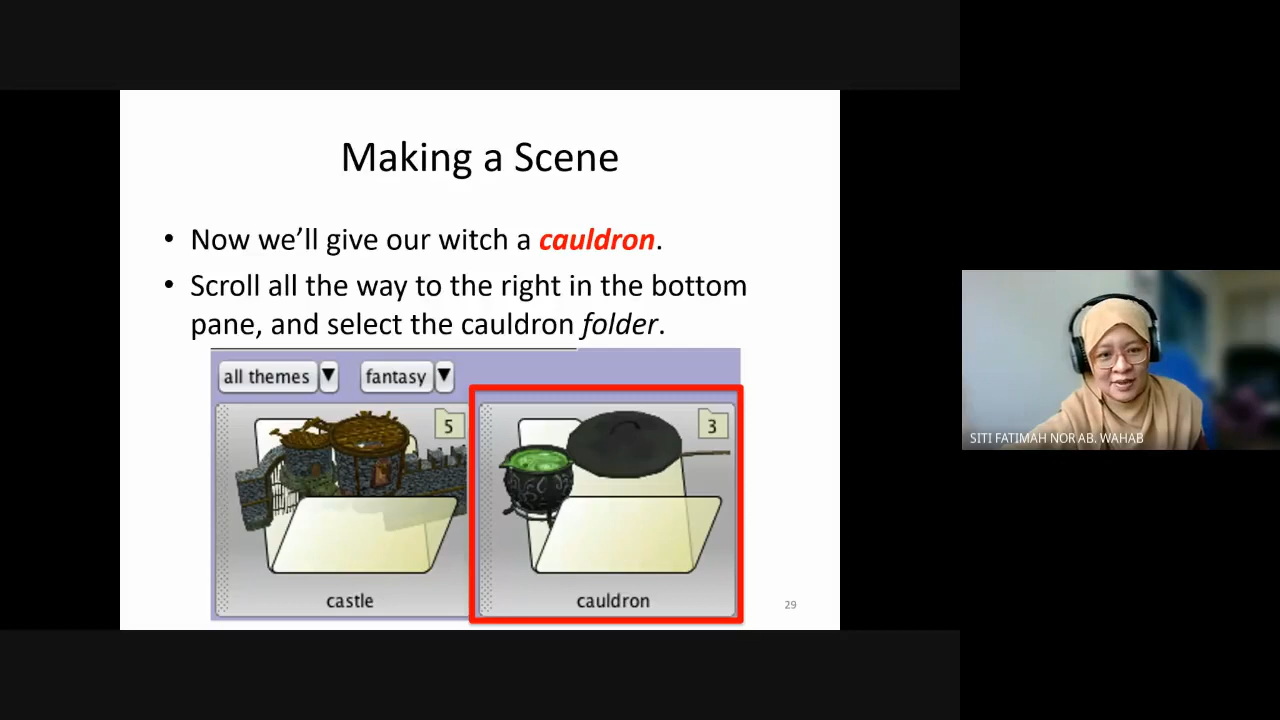 Making a Scene
• Now we’ll give our witch a cauldron.
• Scroll all the way to the right in the bottom
pane, and select the cauldron folder.
all themes fantasy
5 3
castle cauldron
29
SITI FATIMAH NOR AB. WAHAB